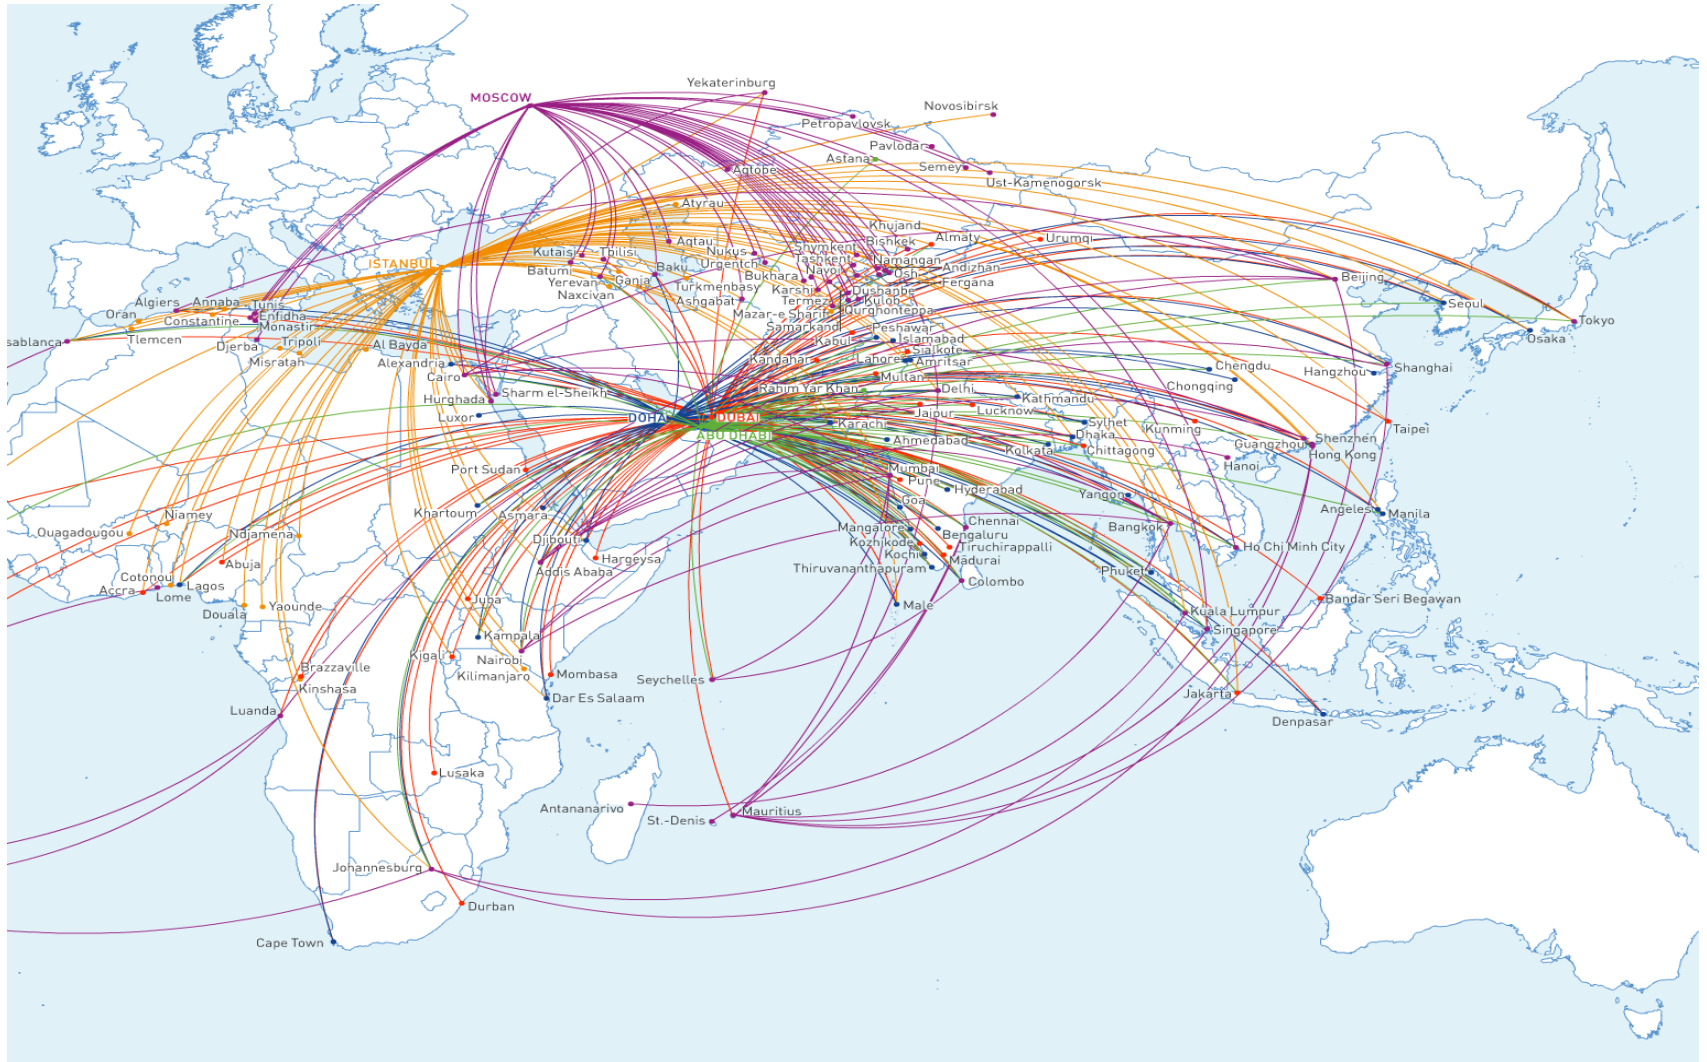 Yekaterinburg
MOSCOW
Novosibirsk
Petropavlovsk
Pavlodar
Astana
Semey
Aqtobe
Ust-Kamenogorsk
Atyrau
Khujand
Aqtau
Nukus
Shymkent
Bishkek
Almaty
Urumqi
Kutaisi
Tbilisi
Urgentch
Tashkent
Namangan
ISTANBUL
Batumi
Baku
Bukhara
Navoi
Osh
Andizhan
Beijing
Yerevan
Ganja
Turkmenbasy
Karshi
Dushanbe
Fergana
Naxcivan
Ashgabat
Termez
Kulob
Algiers
Annaba
Tunis
Mazar-e Sharif
Qurghonteppa
Seoul
Oran
Constantine
Enfidha
Samarkand
Peshawar
Tokyo
Monastir
Kabul
Islamabad
Osaka
sablanca
Tlemcen
Djerba
Tripoli
Al Bayda
Sialkote
Misratah
Alexandria
Kandahar
Lahore
Amritsar
Chengdu
Hangzhou
Shanghai
Cairo
Multan
Chongqing
Sharm el-Sheikh
Rahim Yar Khan
Delhi
Hurghada
Kathmandu
Luxor
DOHA
DUBAI
Jaipur
Lucknow
Karachi
Sylhet
Kunming
Taipei
ABU DHABI
Ahmedabad
Dhaka
Guangzhou
Shenzhen
Kolkata
Chittagong
Hong Kong
Port Sudan
Mumbai
Hanoi
Pune
Hyderabad
Yangon
Khartoum
Asmara
Goa
Angeles
Manila
Niamey
Mangalore
Chennai
Bangkok
Ouagadougou
Ndjamena
Djibouti
Kozhikode
Bengaluru
Tiruchirappalli
Ho Chi Minh City
Abuja
Hargeysa
Kochi
Madurai
Cotonou
Lagos
Addis Ababa
Thiruvananthapuram
Phuket
Accra
Lome
Colombo
Douala
Yaounde
Juba
Male
Bandar Seri Begawan
Kampala
Kuala Lumpur
Singapore
Kigali
Nairobi
Brazzaville
Kilimanjaro
Mombasa
Seychelles
Kinshasa
Jakarta
Luanda
Dar Es Salaam
Denpasar
Lusaka
Antananarivo
St.-Denis
Mauritius
Johannesburg
Durban
Cape Town